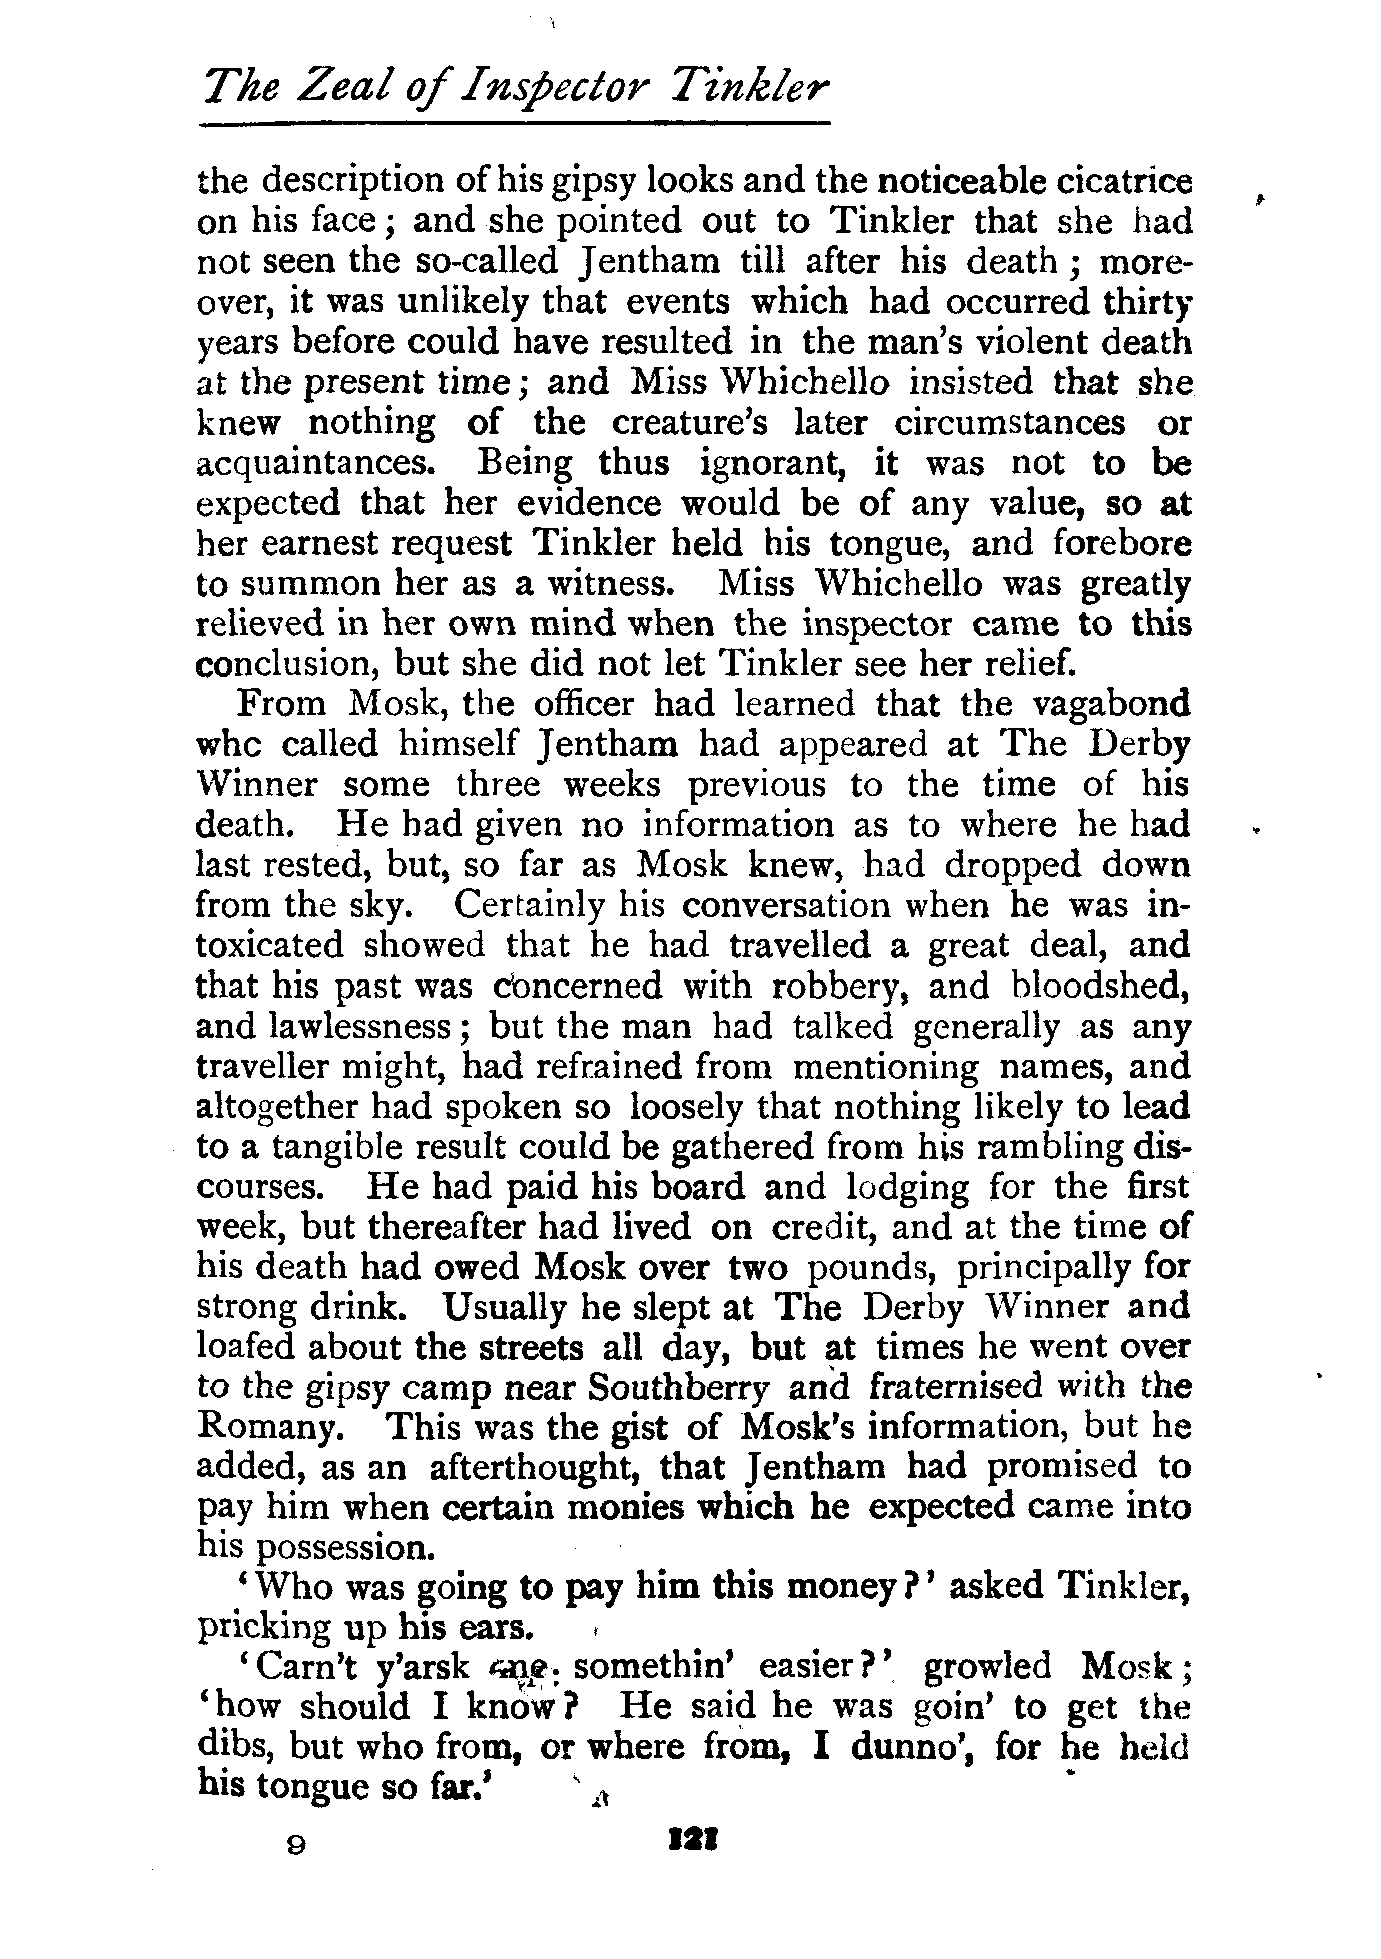 The Zeal of Inspector Tinkler
the description of his gipsy looks and the noticeable cicatrice
on his face; and she pointed out to Tinkler that she had
not seen the so-called Jentham till after his death; more-
over, it was unlikely that events which had occurred thirty
years before could have resulted in the man's violent death
at the present time; and Miss Whichello insisted that she
knew nothing of the creature's later circumstances or
acquaintances. Being thus ignorant, it was not to be
expected that her evidence would be of any value, so at
her earnest request Tinkler held his tongue, and forebore
to summon her as a witness. Miss Whichello was greatly
relieved in her own mind when the inspector came to this
conclusion, but she did not let Tinkler see her relief.
From Mosk, the officer had learned that the vagabond
who called himself Jentham had appeared at The Derby
Winner some three weeks previous to the time of his
death. He had given no information as to where he had
last rested, but, so far as Mosk knew, had dropped down
from the sky. Certainly his conversation when he was in-
toxicated showed that he had travelled a great deal, and
that his past was concerned with robbery, and bloodshed,
and lawlessness; but the man had talked generally as any
traveller might, had refrained from mentioning names, and
altogether had spoken so loosely that nothing likely to lead
to a tangible result could be gathered from his rambling dis-
courses. He had paid his board and lodging for the first
week, but thereafter had lived on credit, and at the time of
his death had owed Mosk over two pounds, principally for
strong drink. Usually he slept at The Derby Winner and
loafed about the streets all day, but at times he went over
to the gipsy camp near Southberry and fraternised with the
Romany. This was the gist of Mosk's information, but he
added, as an afterthought, that Jentham had promised to
pay him when certain monies which he expected came into
his possession.
'Who was going to pay him this money?' asked Tinkler,
pricking up his ears.
'Carn't y'arsk somethin' easier?' growled Mosk;
'how should I know? He said he was goin' to get the
dibs, but who from, or where from, I dunno', for he held
his tongue so far.'
9 121